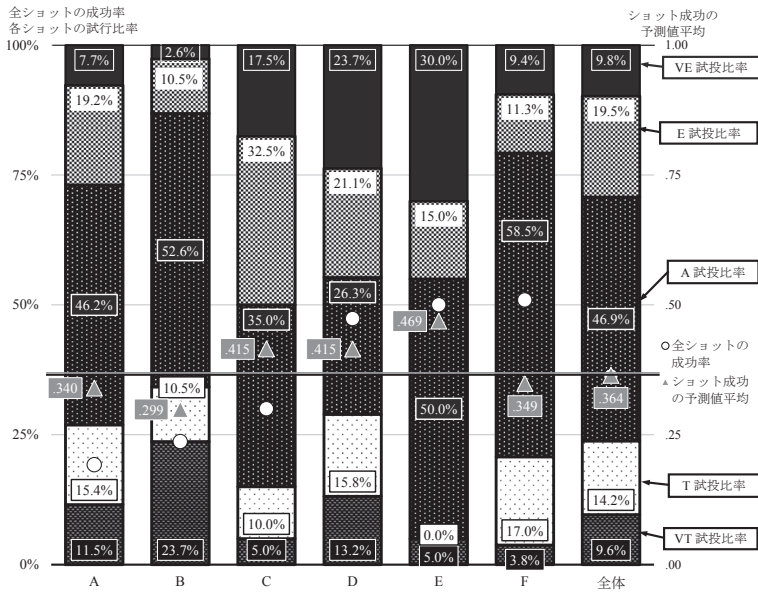 全ショットの成功率
各ショットの試行比率
ショット成功の
予測値平均
100%
75%
50%
25%
0%
1.00
.75
.50
.25
.00
7.7%
19.2%
46.2%
.340
15.4%
11.5%
2.6%
10.5%
52.6%
10.5%
.299
23.7%
17.5%
32.5%
35.0%
.415
10.0%
5.0%
23.7%
21.1%
26.3%
.415
15.8%
13.2%
30.0%
15.0%
.469
50.0%
0.0%
5.0%
9.4%
11.3%
58.5%
.349
17.0%
3.8%
9.8%
19.5%
46.9%
.364
14.2%
9.6%
VE 試投比率
E 試投比率
A 試投比率
全ショットの
成功率
ショット成功
の予測値平均
T 試投比率
VT 試投比率
A
B
C
D
E
F
全体